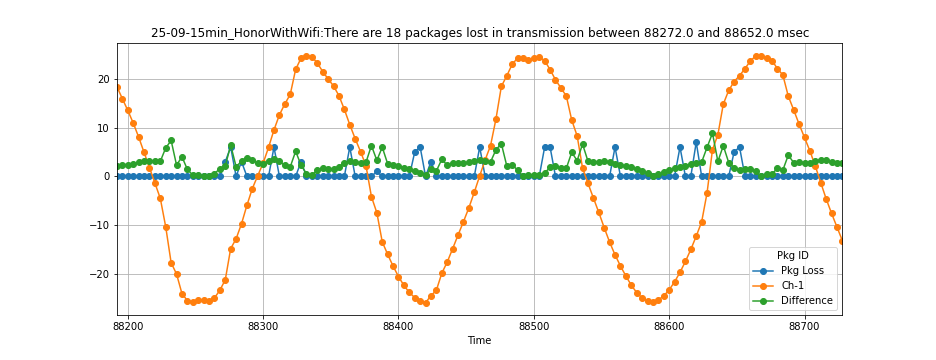 25-09-15min_HonorWithWifi:There are 18 packages lost in transmission between 88272.0 and 88652.0 msec
20
10
0
−10
−20
88200 88300 88400 88500 88600 88700
Time
Pkg ID
Pkg Loss
Ch-1
Difference